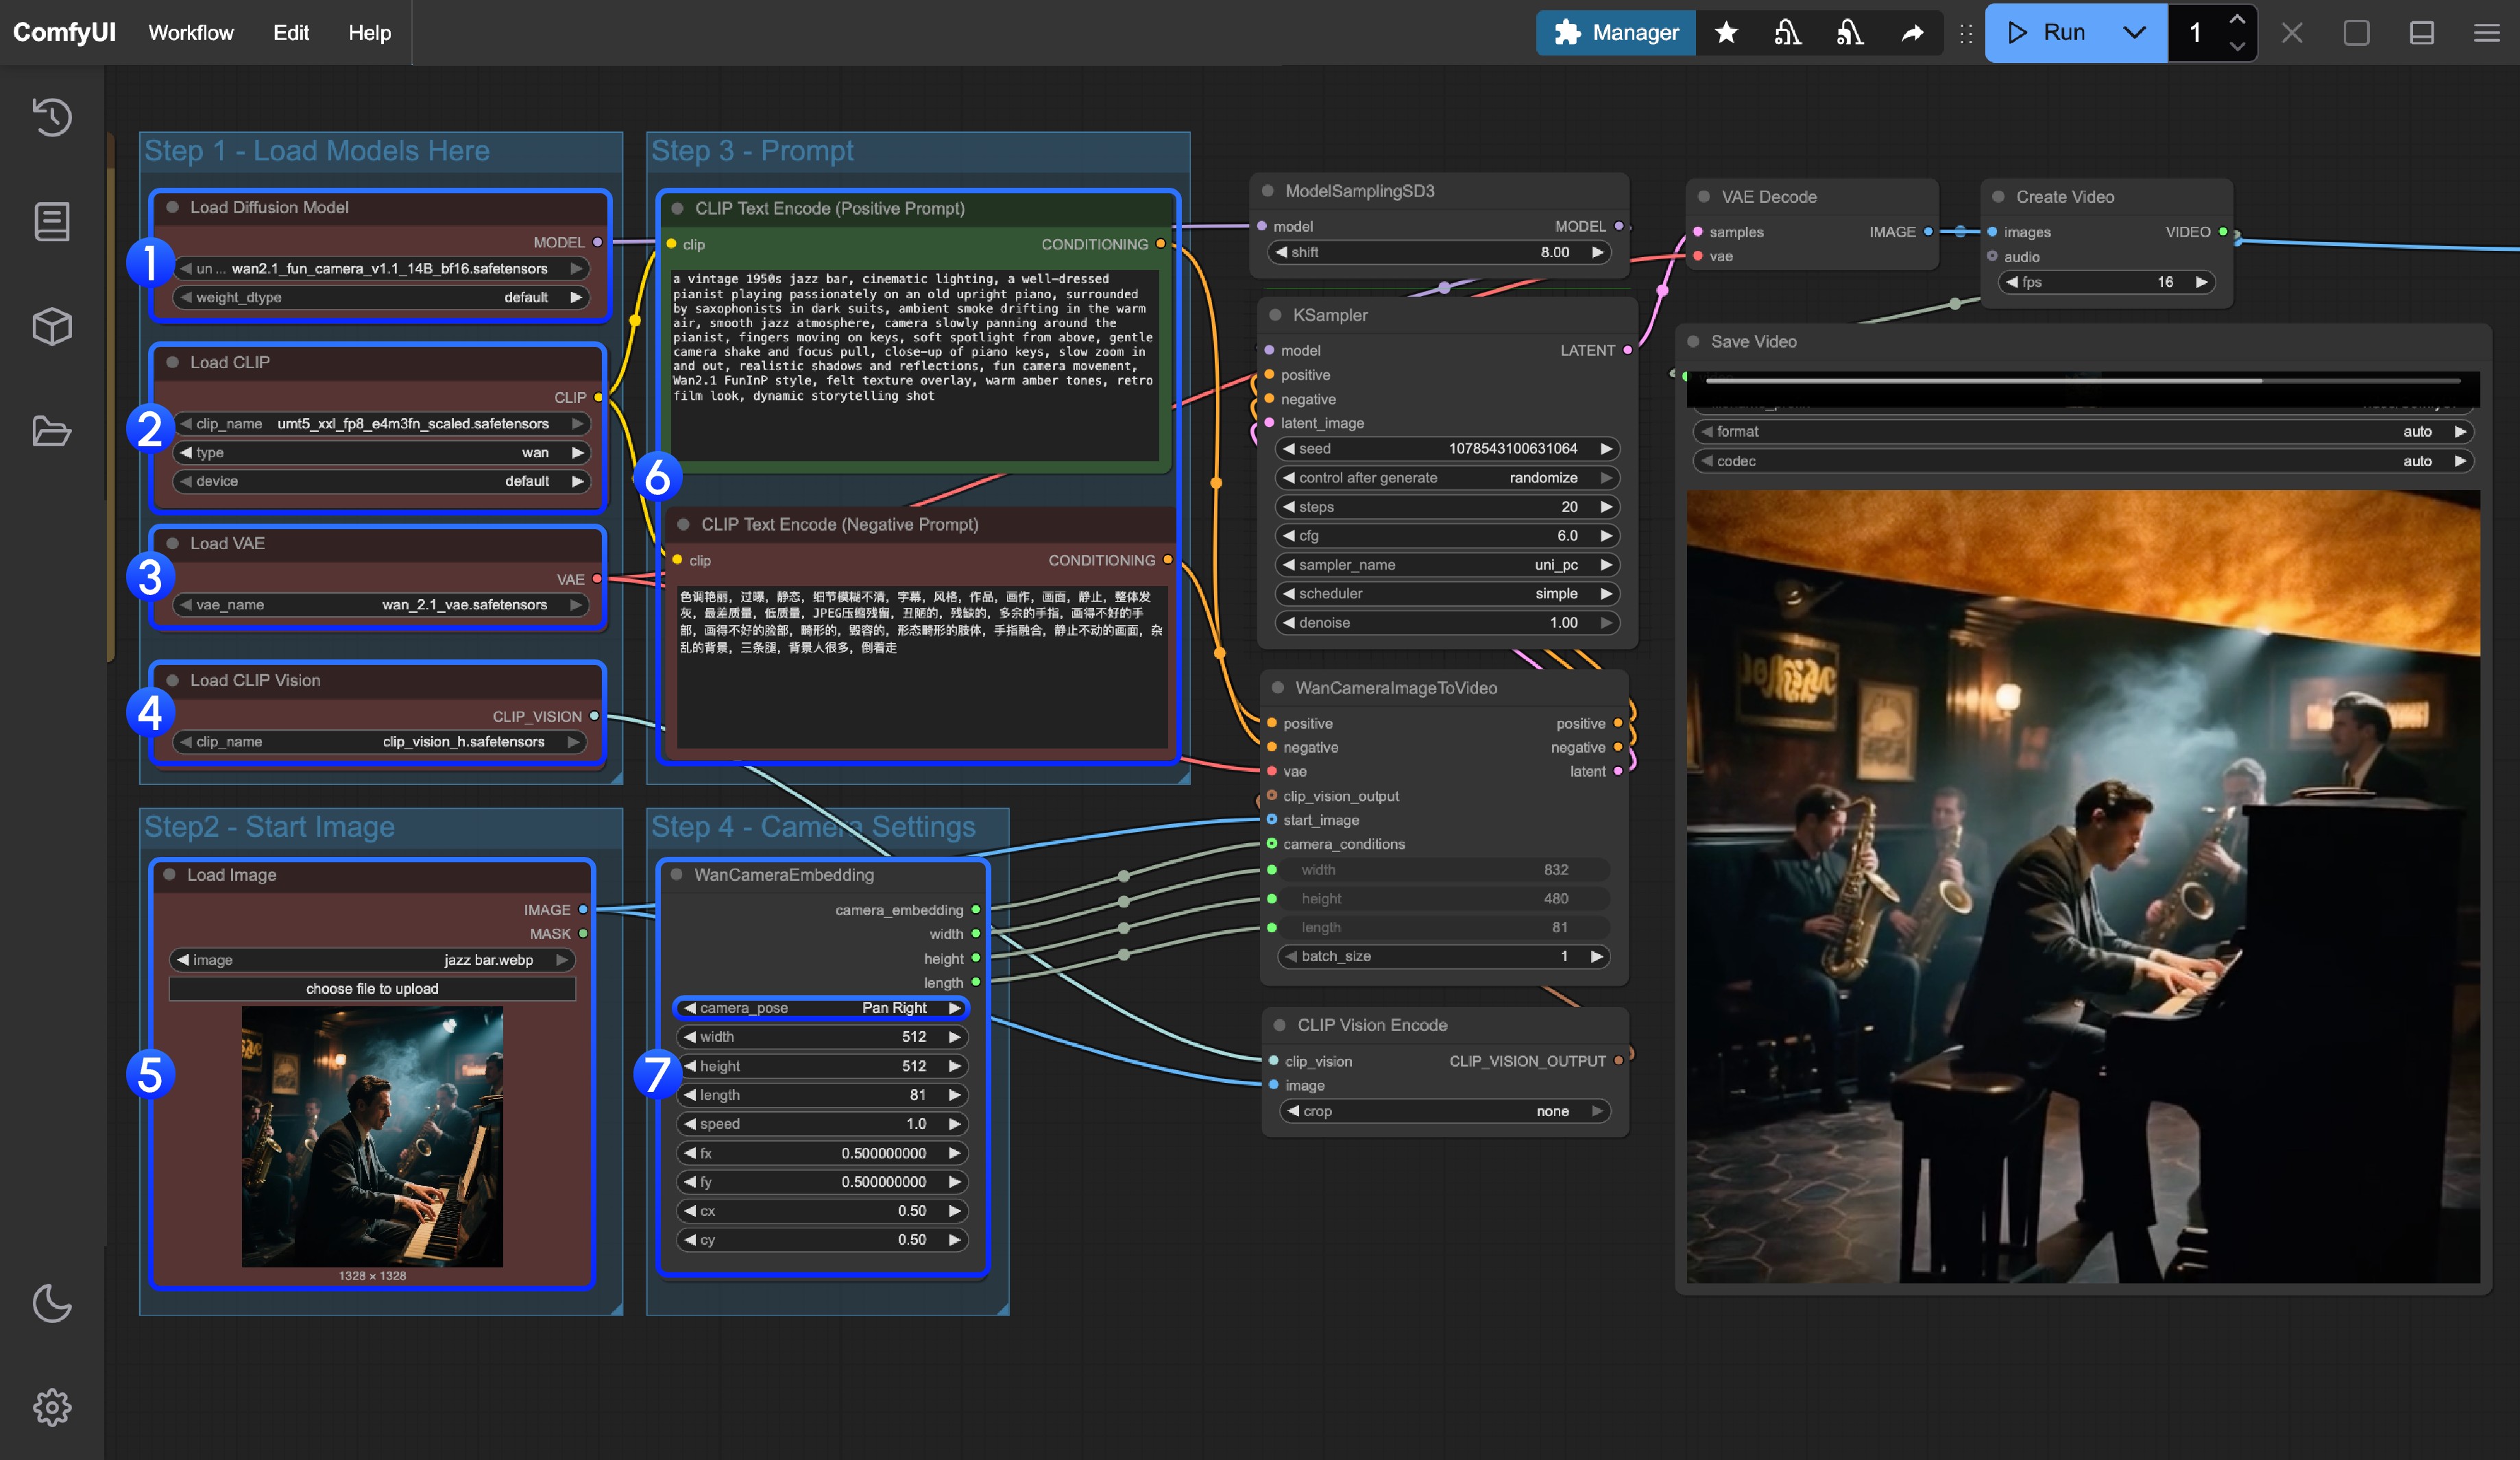 ComfyUI Workflow Edit Help
Manager
Run
1
Step 1 - Load Models Here
1
Load Diffusion Model
MODEL
un ... wan2.1_fun_camera_v1.1_14B_bf16.safetensors
weight_dtype default
2
Load CLIP
CLIP
clip_name umt5_xxl_fp8_e4m3fn_scaled.safetensors
type wan
device default
3
Load VAE
VAE
vae_name wan_2.1_vae.safetensors
4
Load CLIP Vision
CLIP_VISION
clip_name clip_vision_h.safetensors
Step2 - Start Image
5
Load Image
IMAGE
MASK
image jazz bar.webp
choose file to upload
1328 × 1328
Step 3 - Prompt
6
CLIP Text Encode (Positive Prompt)
clip CONDITIONING
a vintage 1950s jazz bar, cinematic lighting, a well-dressed
pianist playing passionately on an old upright piano, surrounded
by saxophonists in dark suits, ambient smoke drifting in the warm
air, smooth jazz atmosphere, camera slowly panning around the
pianist, fingers moving on keys, soft spotlight from above, gentle
camera shake and focus pull, close-up of piano keys, slow zoom in
and out, realistic shadows and reflections, fun camera movement,
Wan2.1 FunInP style, felt texture overlay, warm amber tones, retro
film look, dynamic storytelling shot
CLIP Text Encode (Negative Prompt)
clip CONDITIONING
色调艳丽，过曝，静态，细节模糊不清，字幕，风格，作品，画作，画面，静止，整体发
灰，最差质量，低质量，JPEG压缩残留，丑陋的，残缺的，多余的手指，画得不好的手
部，画得不好的脸部，畸形的，毁容的，形态畸形的肢体，手指融合，静止不动的画面，杂
乱的背景，三条腿，背景人很多，倒着走
Step 4 - Camera Settings
7
WanCameraEmbedding
camera_embedding
width
height
length
camera_pose Pan Right
width 512
height 512
length 81
speed 1.0
fx 0.500000000
fy 0.500000000
cx 0.50
cy 0.50
ModelSamplingSD3
model MODEL
shift 8.00
KSampler
model LATENT
positive
negative
latent_image
seed 1078543100631064
control after generate randomize
steps 20
cfg 6.0
sampler_name uni_pc
scheduler simple
denoise 1.00
WanCameraImageToVideo
positive positive
negative negative
vae latent
clip_vision_output
start_image
camera_conditions
width 832
height 480
length 81
batch_size 1
CLIP Vision Encode
clip_vision CLIP_VISION_OUTPUT
image
crop none
VAE Decode
samples IMAGE
vae
Create Video
images VIDEO
audio
fps 16
Save Video
format auto
codec auto